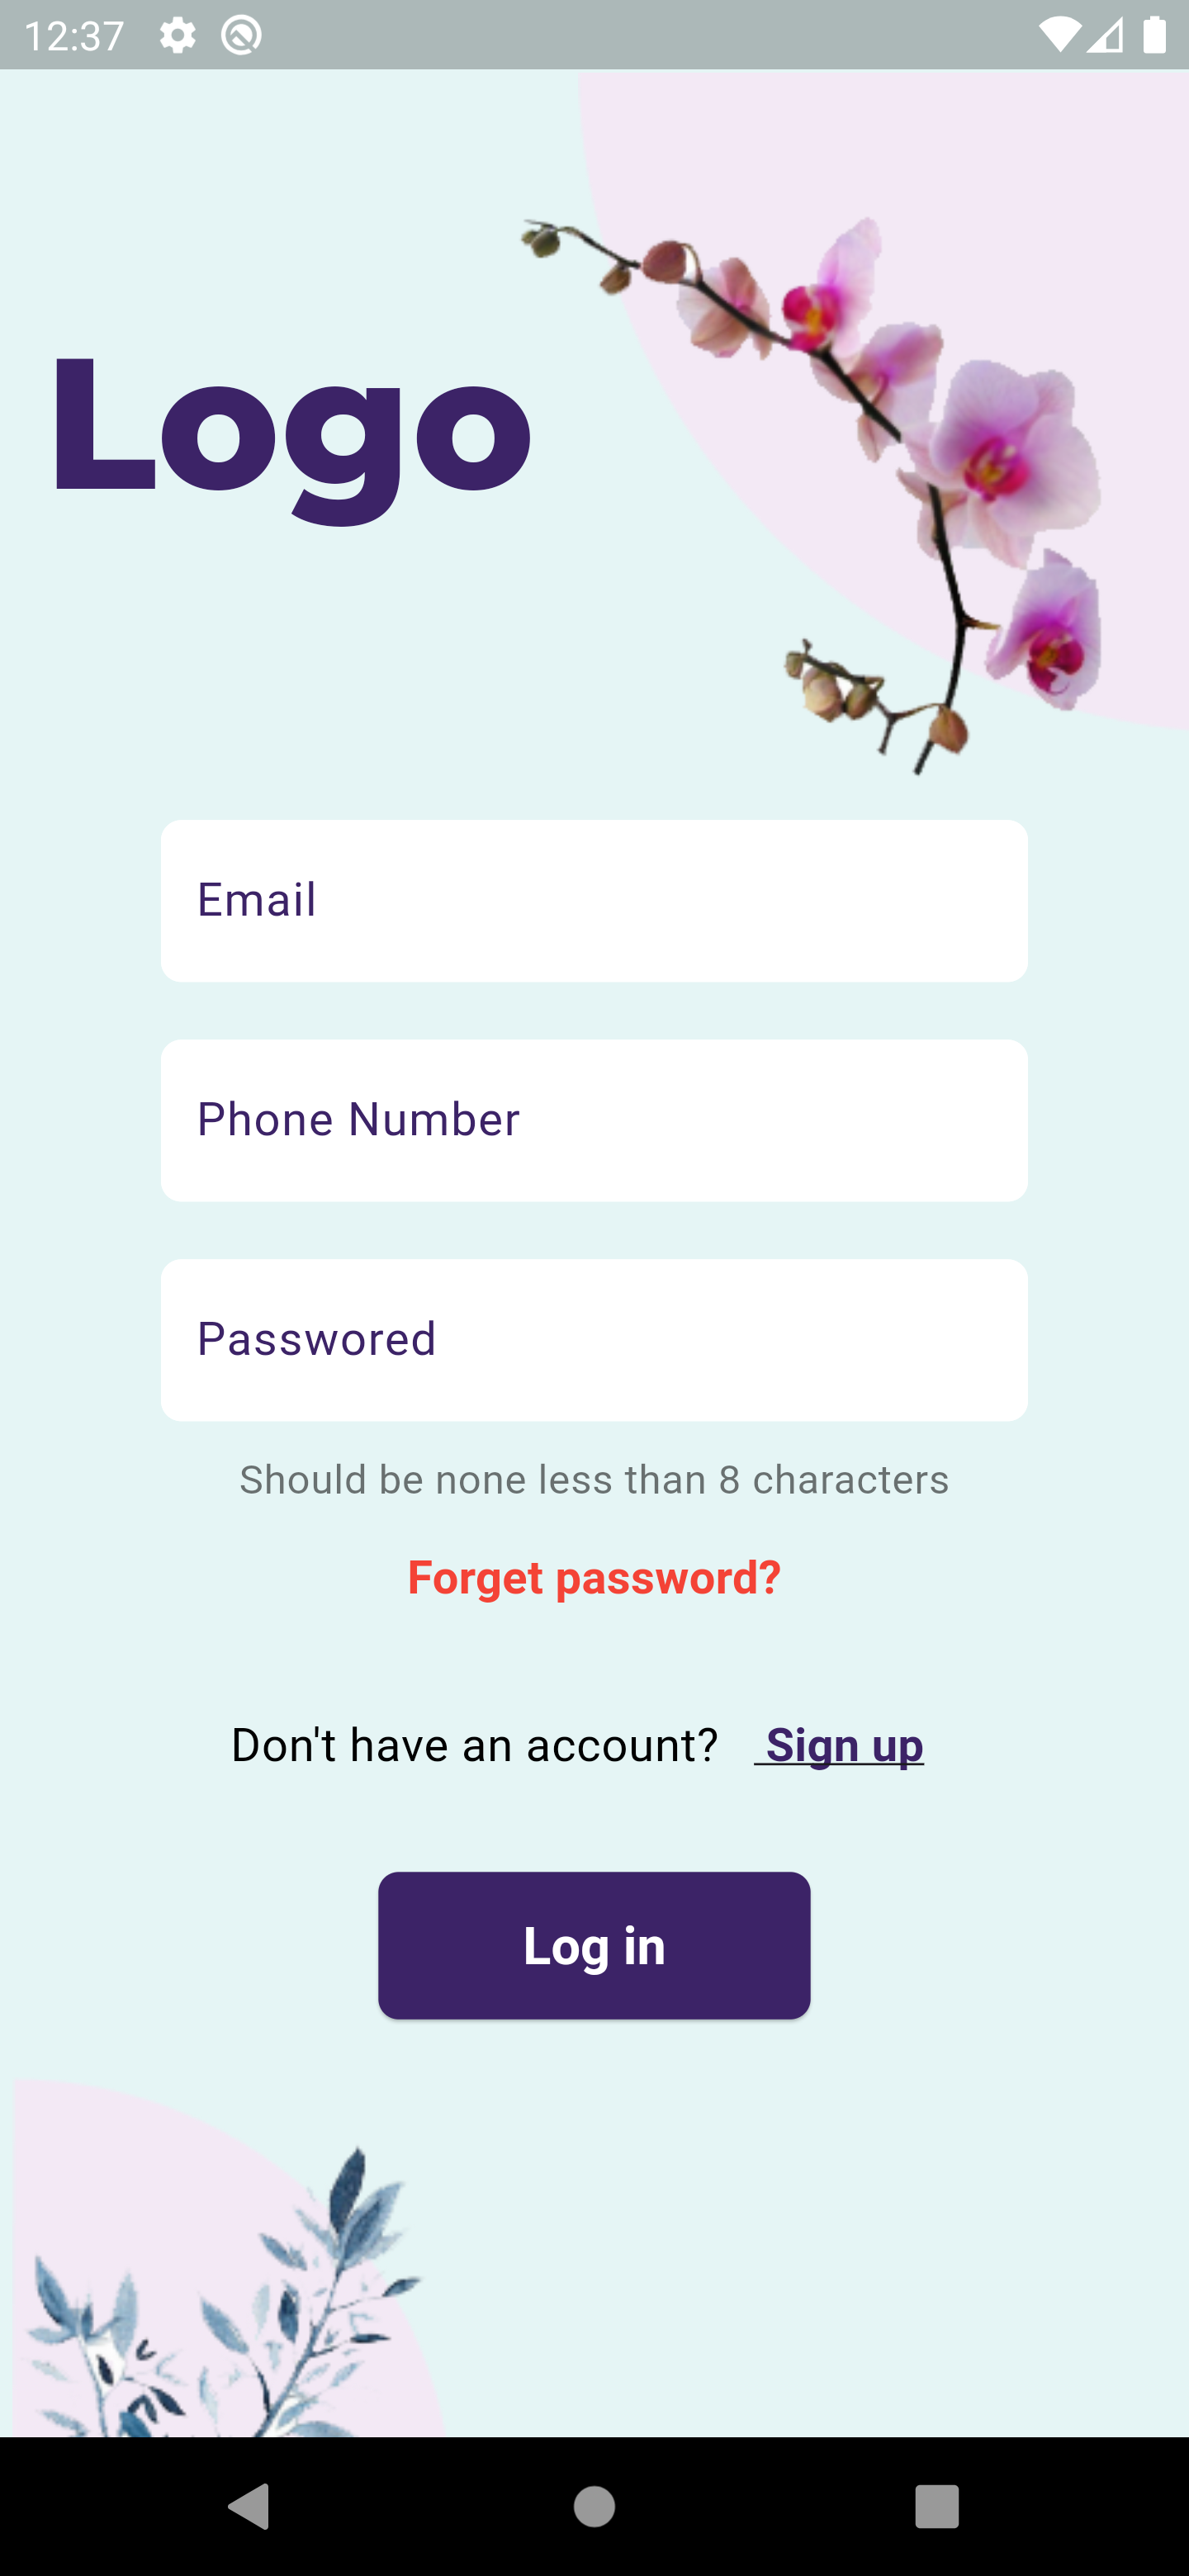 12:37
Logo
Email
Phone Number
Passwored
Should be none less than 8 characters
Forget password?
Don't have an account? Sign up
Log in